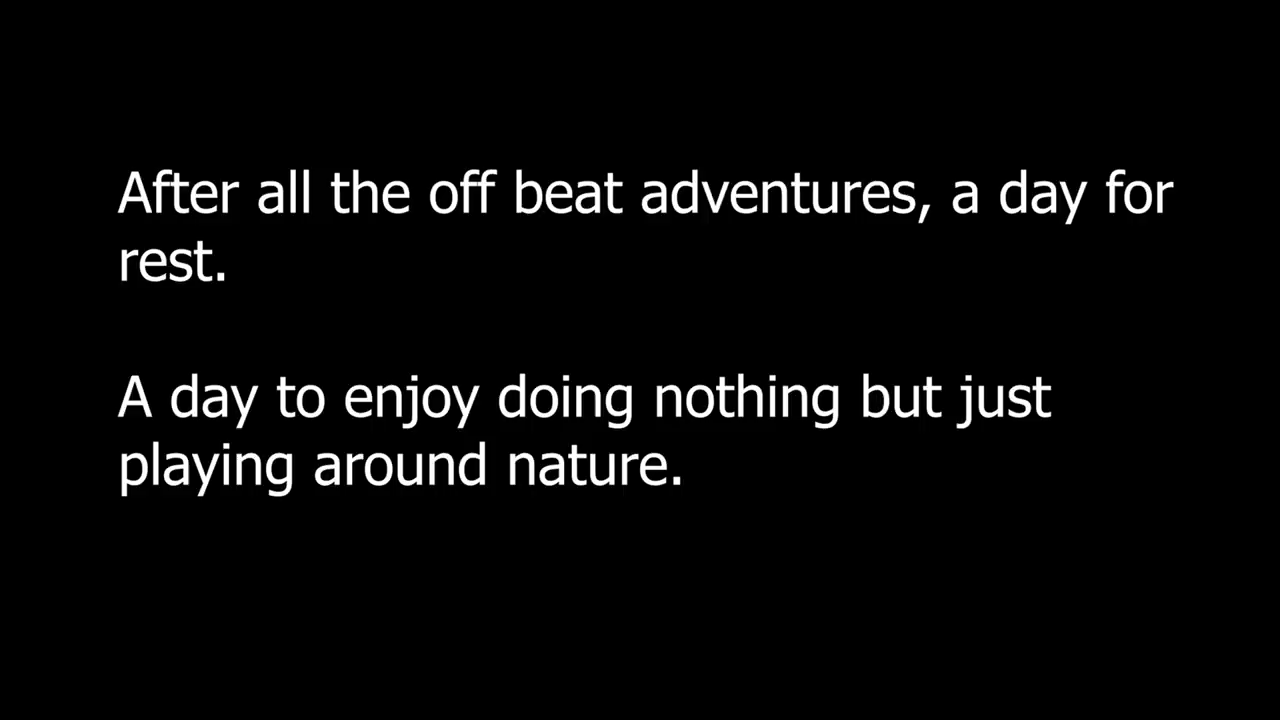 After all the off beat adventures, a day for
rest.
A day to enjoy doing nothing but just
playing around nature.